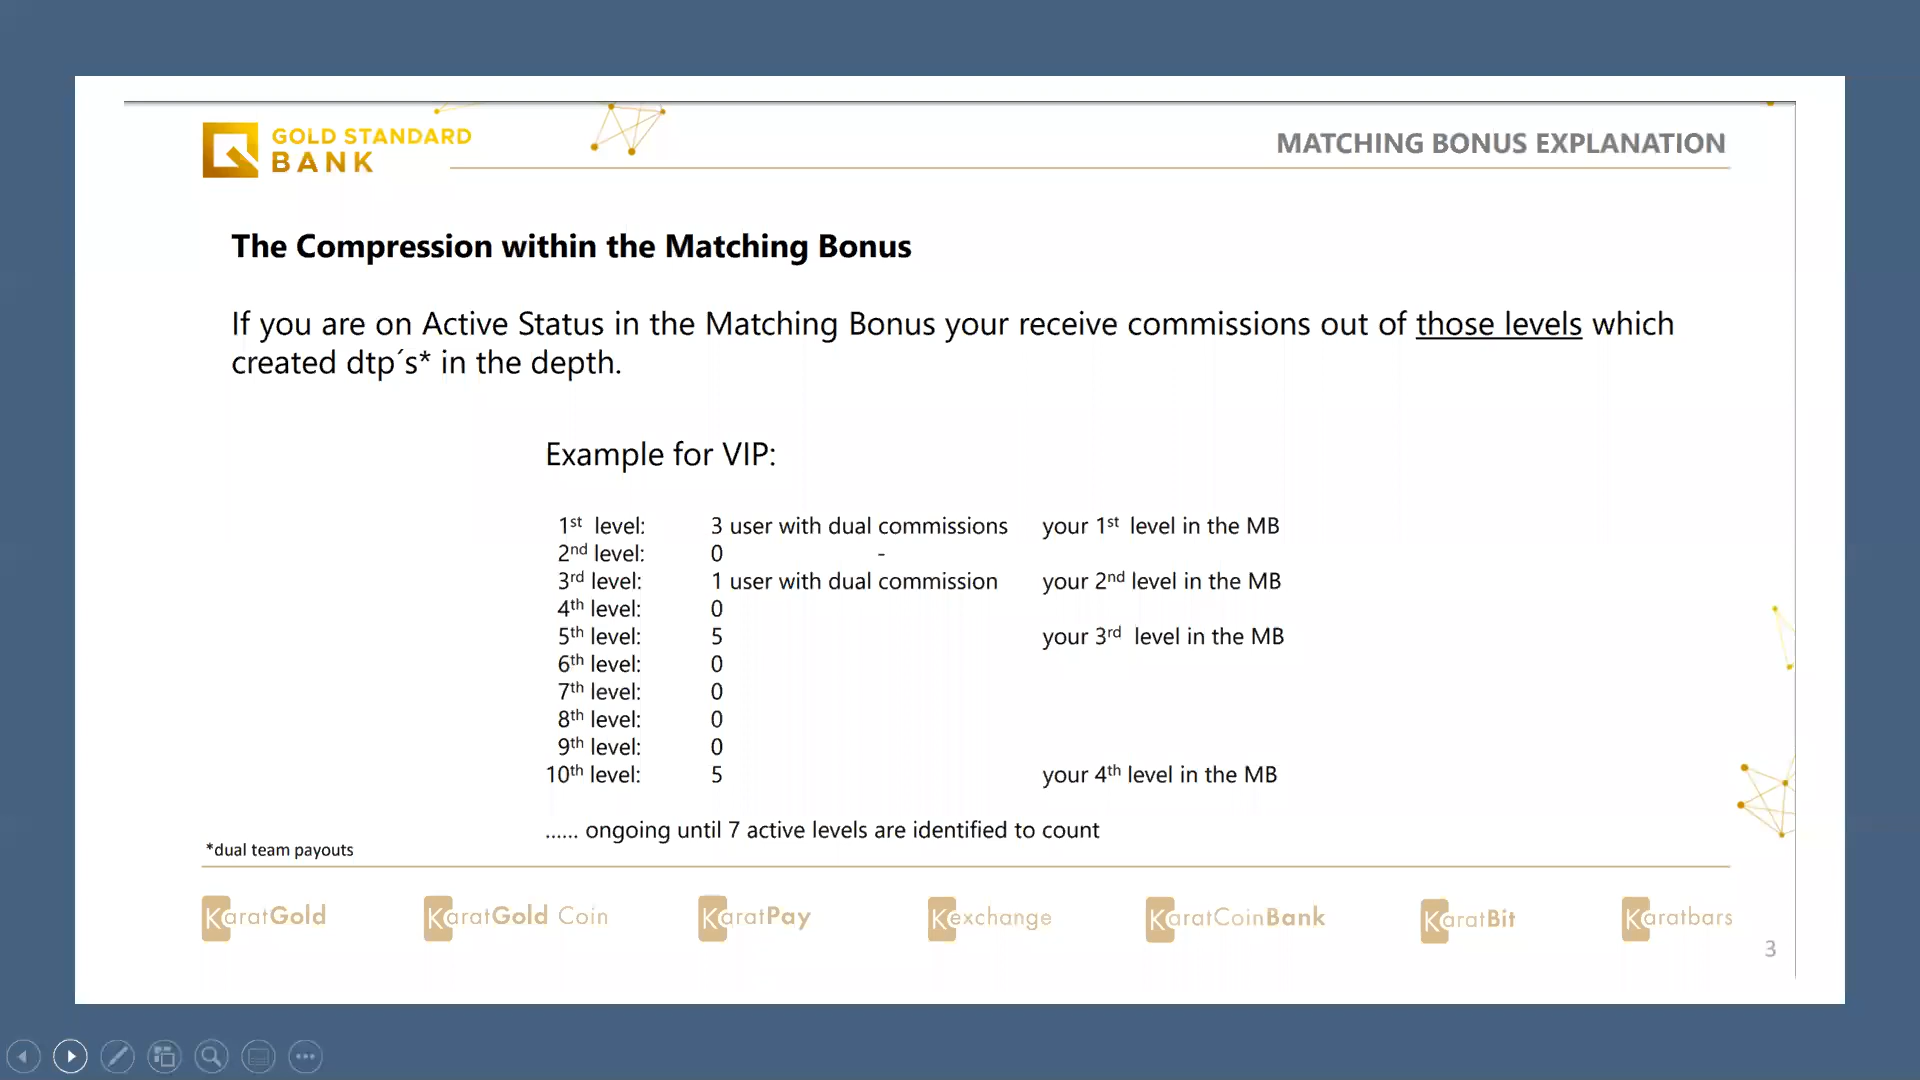 GOLD STANDARD
BANK
MATCHING BONUS EXPLANATION
The Compression within the Matching Bonus
If you are on Active Status in the Matching Bonus your receive commissions out of those levels which
created dtp´s* in the depth.
Example for VIP:
1st level: 3 user with dual commissions your 1st level in the MB
2nd level: 0 -
3rd level: 1 user with dual commission your 2nd level in the MB
4th level: 0
5th level: 5 your 3rd level in the MB
6th level: 0
7th level: 0
8th level: 0
9th level: 0
10th level: 5 your 4th level in the MB
...... ongoing until 7 active levels are identified to count
*dual team payouts
KaratGold KaratGold Coin KaratPay Kexchange KaratCoinBank KaratBit Karatbars
3